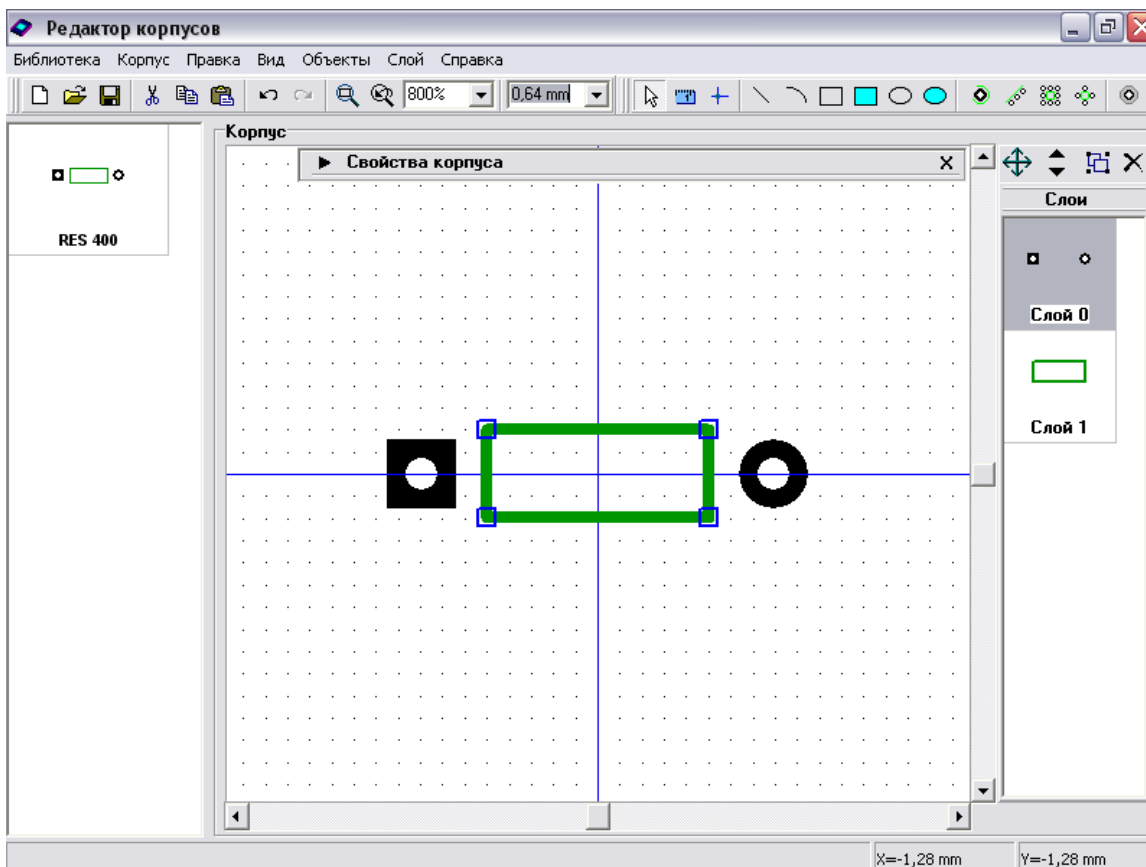 Редактор корпусов
Библиотека Корпус Правка Вид Объекты Слой Справка
800% 0,64 mm
Корпус
Свойства корпуса
RES 400
Слои
Слой 0
Слой 1
X=-1,28 mm Y=-1,28 mm